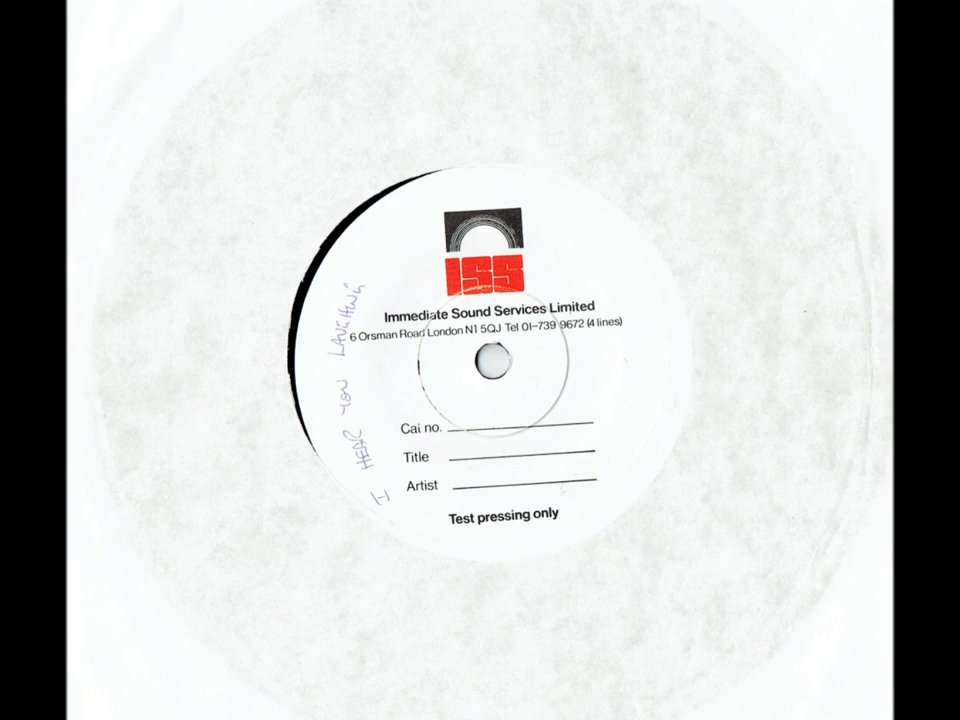 ISS
Immediate Sound Services Limited
6 Orsman Road London N1 5QJ Tel 01-739 9672 (4 lines)
Cai no.
Title
Artist
Test pressing only
I HEAR YOU LAUGHING